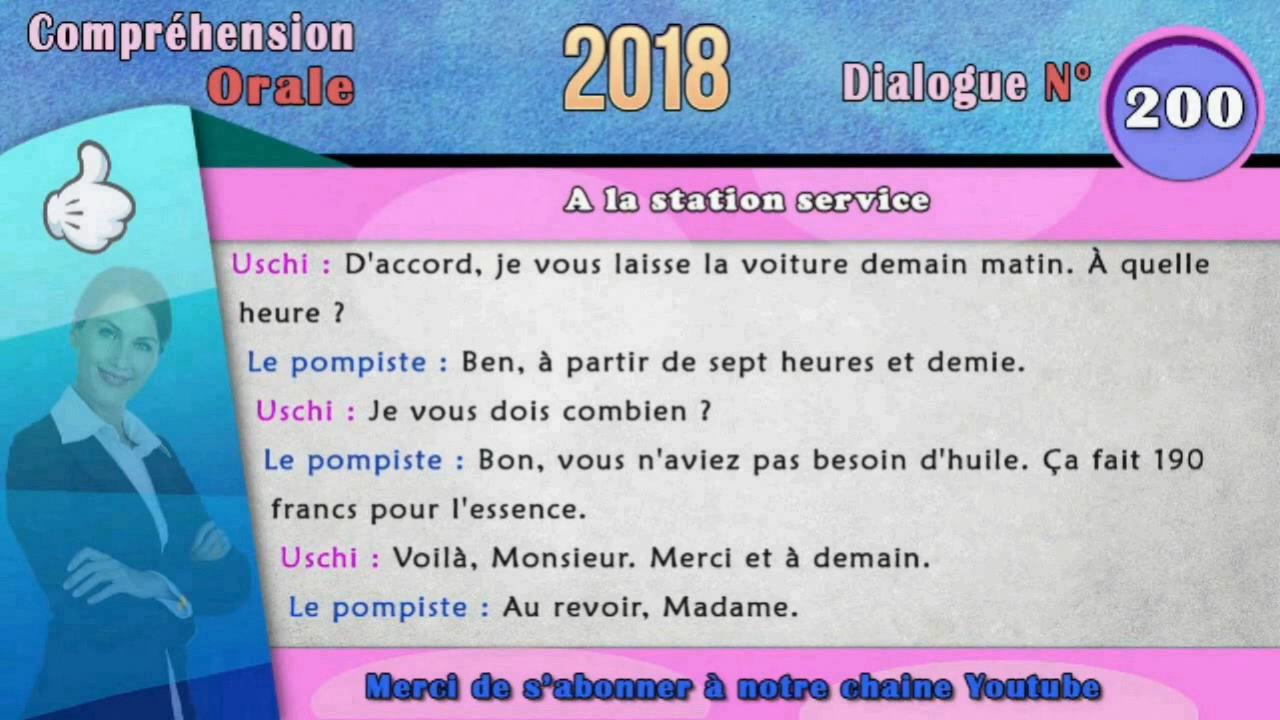 Compréhension
Orale
2018
Dialogue N°
200
A la station service
Uschi : D'accord, je vous laisse la voiture demain matin. À quelle
heure ?
Le pompiste : Ben, à partir de sept heures et demie.
Uschi : Je vous dois combien ?
Le pompiste : Bon, vous n'aviez pas besoin d'huile. Ça fait 190
francs pour l'essence.
Uschi : Voilà, Monsieur. Merci et à demain.
Le pompiste : Au revoir, Madame.
Merci de s'abonner à notre chaine Youtube